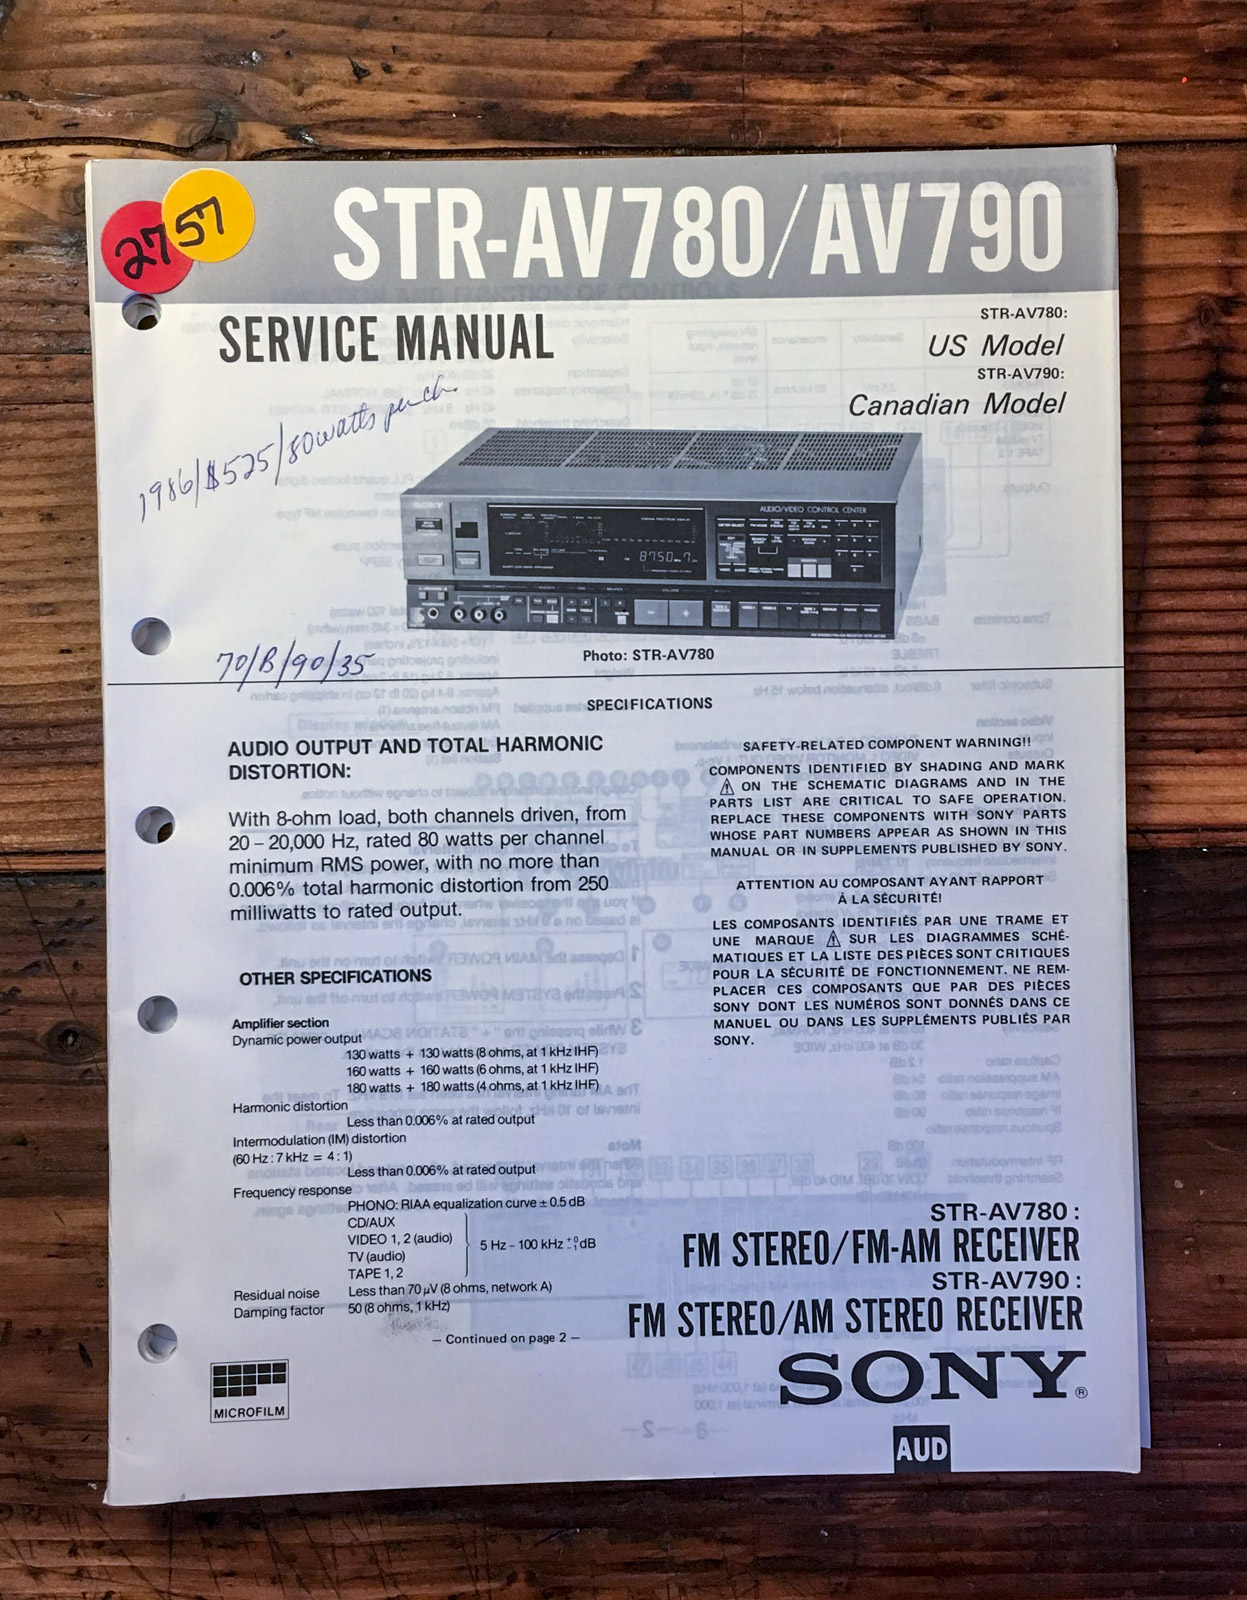 27
57
STR-AV780/AV790
SERVICE MANUAL
STR-AV780:
US Model
STR-AV790:
Canadian Model
1986/$525/80watts per ch.
AUDIO/VIDEO CONTROL CENTER
8750
70/B/90/35
Photo: STR-AV780
SPECIFICATIONS
AUDIO OUTPUT AND TOTAL HARMONIC
DISTORTION:
With 8-ohm load, both channels driven, from
20 – 20,000 Hz, rated 80 watts per channel
minimum RMS power, with no more than
0.006% total harmonic distortion from 250
milliwatts to rated output.
OTHER SPECIFICATIONS
Amplifier section
Dynamic power output
130 watts + 130 watts (8 ohms, at 1 kHz IHF)
160 watts + 160 watts (6 ohms, at 1 kHz IHF)
180 watts + 180 watts (4 ohms, at 1 kHz IHF)
Harmonic distortion
Less than 0.006% at rated output
Intermodulation (IM) distortion
(60 Hz : 7 kHz = 4 : 1)
Less than 0.006% at rated output
Frequency response
PHONO: RIAA equalization curve ± 0.5 dB
CD/AUX
VIDEO 1, 2 (audio)
TV (audio)
TAPE 1, 2
5 Hz – 100 kHz +0 −1 dB
Residual noise Less than 70 µV (8 ohms, network A)
Damping factor 50 (8 ohms, 1 kHz)
— Continued on page 2 —
MICROFILM
SAFETY-RELATED COMPONENT WARNING!!
COMPONENTS IDENTIFIED BY SHADING AND MARK
⚠ ON THE SCHEMATIC DIAGRAMS AND IN THE
PARTS LIST ARE CRITICAL TO SAFE OPERATION.
REPLACE THESE COMPONENTS WITH SONY PARTS
WHOSE PART NUMBERS APPEAR AS SHOWN IN THIS
MANUAL OR IN SUPPLEMENTS PUBLISHED BY SONY.
ATTENTION AU COMPOSANT AYANT RAPPORT
À LA SÉCURITÉ!
LES COMPOSANTS IDENTIFIÉS PAR UNE TRAME ET
UNE MARQUE ⚠ SUR LES DIAGRAMMES SCHÉ-
MATIQUES ET LA LISTE DES PIÈCES SONT CRITIQUES
POUR LA SÉCURITÉ DE FONCTIONNEMENT. NE REM-
PLACER CES COMPOSANTS QUE PAR DES PIÈCES
SONY DONT LES NUMÉROS SONT DONNÉS DANS CE
MANUEL OU DANS LES SUPPLÉMENTS PUBLIÉS PAR
SONY.
STR-AV780 :
FM STEREO/FM-AM RECEIVER
STR-AV790 :
FM STEREO/AM STEREO RECEIVER
SONY®
AUD